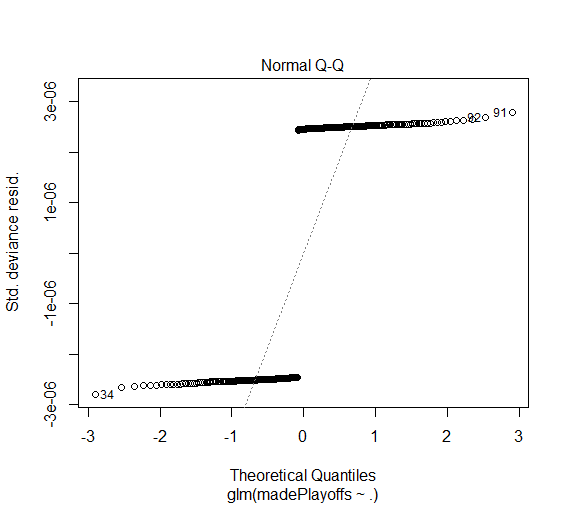 Normal Q-Q
Std. deviance resid.
3e-06
1e-06
-1e-06
-3e-06
92
91
34
-3
-2
-1
0
1
2
3
Theoretical Quantiles
glm(madePlayoffs ~ .)